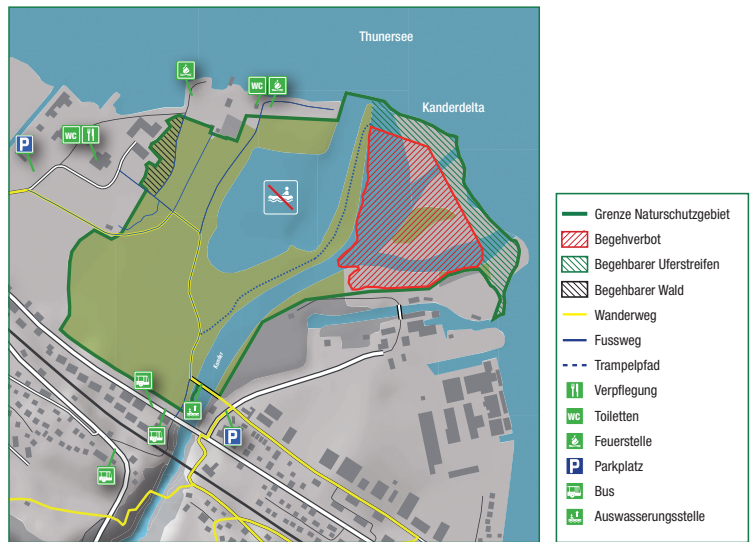 Thunersee
Kanderdelta
WC
WC
P
Kander
P
Grenze Naturschutzgebiet
Begehverbot
Begehbarer Uferstreifen
Begehbarer Wald
Wanderweg
Fussweg
Trampelpfad
Verpflegung
WC Toiletten
Feuerstelle
P Parkplatz
Bus
Auswasserungsstelle